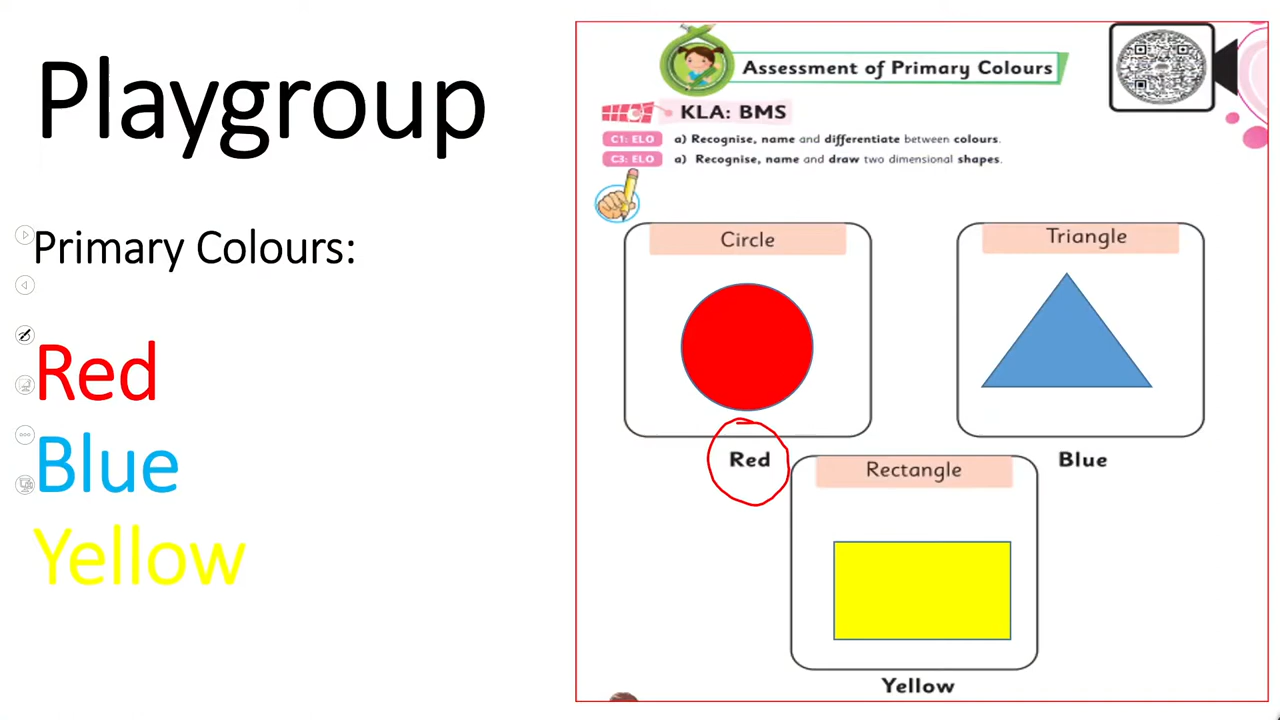 Playgroup
Primary Colours:
Red
Blue
Yellow
Assessment of Primary Colours
KLA: BMS
C1: ELO a) Recognise, name and differentiate between colours.
C3: ELO a) Recognise, name and draw two dimensional shapes.
Circle
Triangle
Red
Blue
Rectangle
Yellow